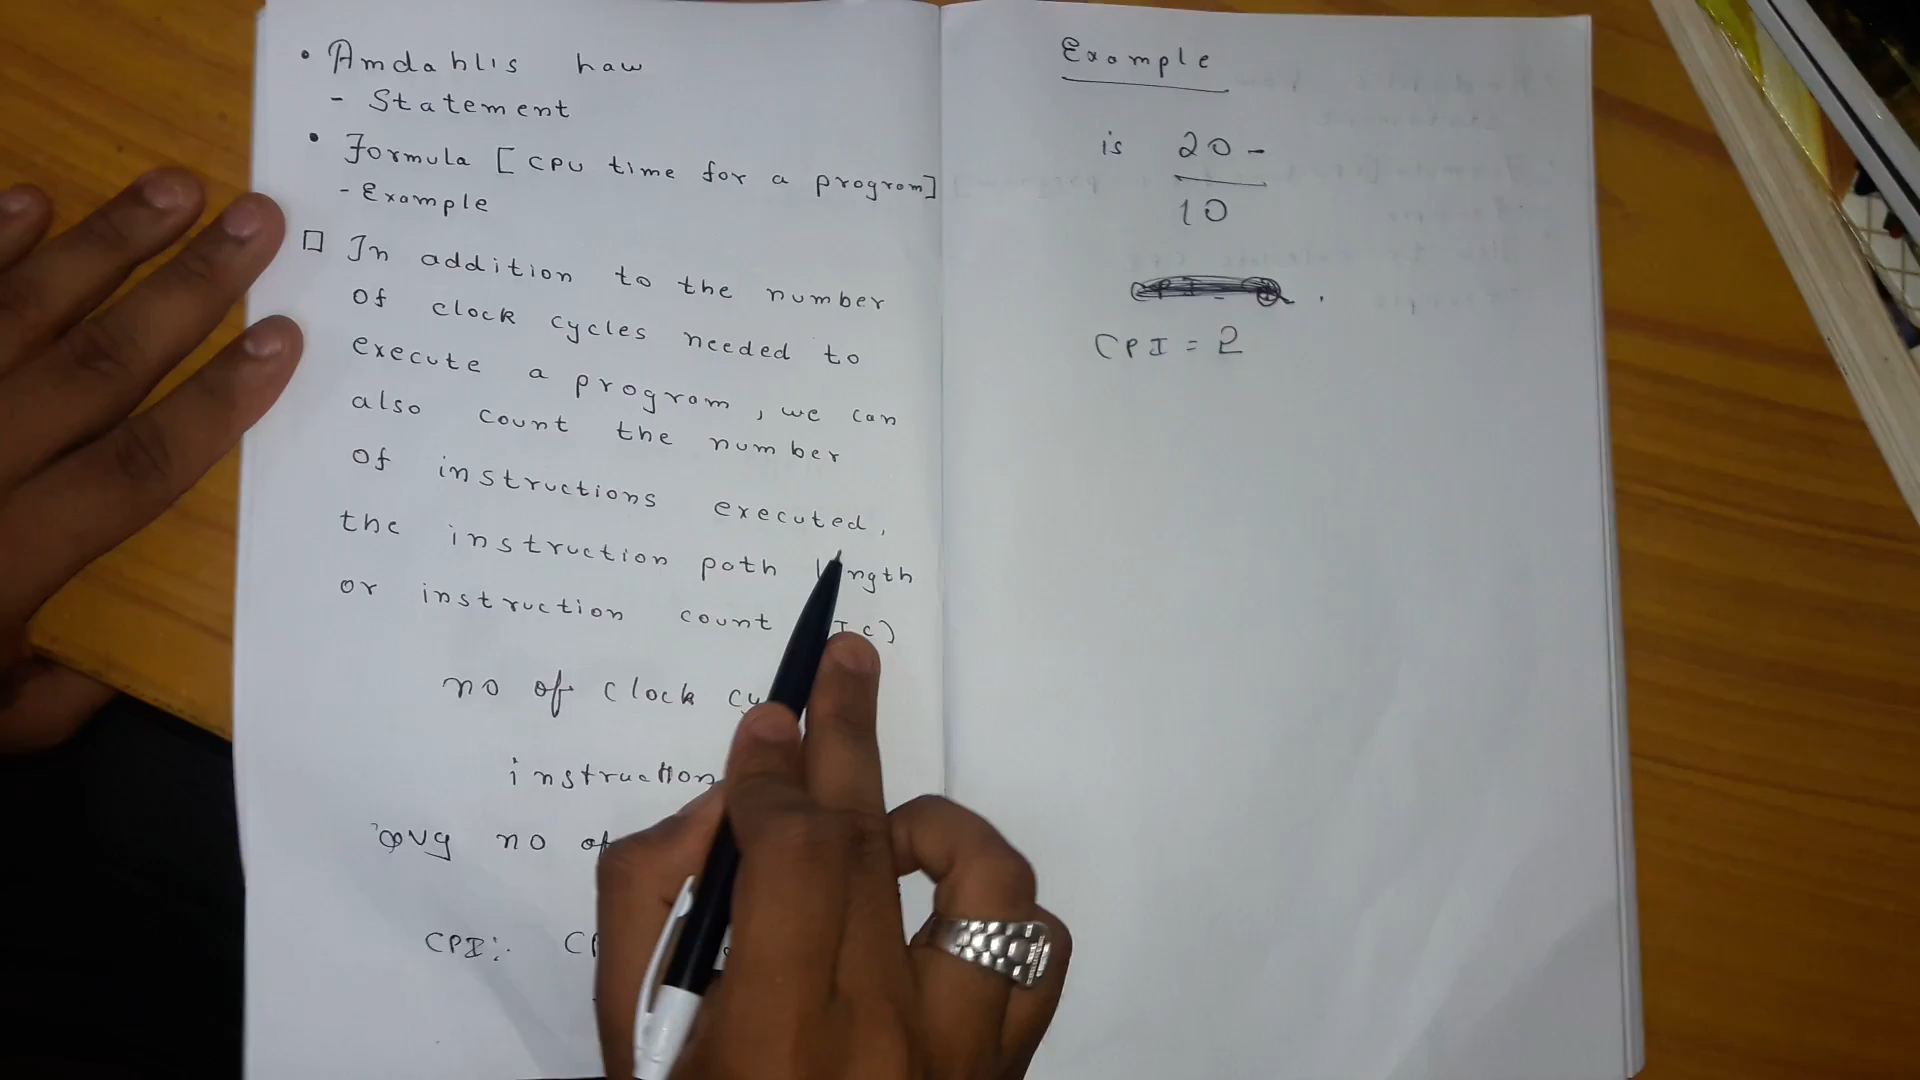 • Amdahl's Law
- Statement
• Formula [CPU time for a program]
- Example
□ In addition to the number
of clock cycles needed to
execute a program, we can
also count the number
of instructions executed,
the instruction path length
or instruction count
no of clock
instruction
avg no of
CPI:-
Example
is 20 -
10
CPI = 2